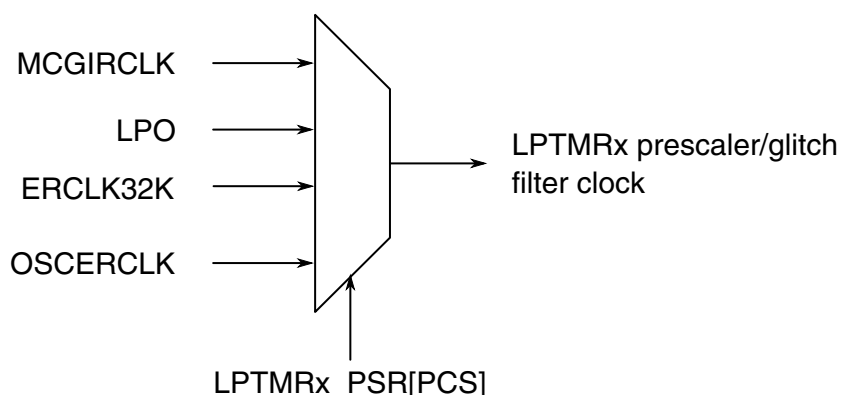 MCGIRCLK
LPO
ERCLK32K
OSCERCLK
LPTMRx prescaler/glitch
filter clock
LPTMRx PSR[PCS]